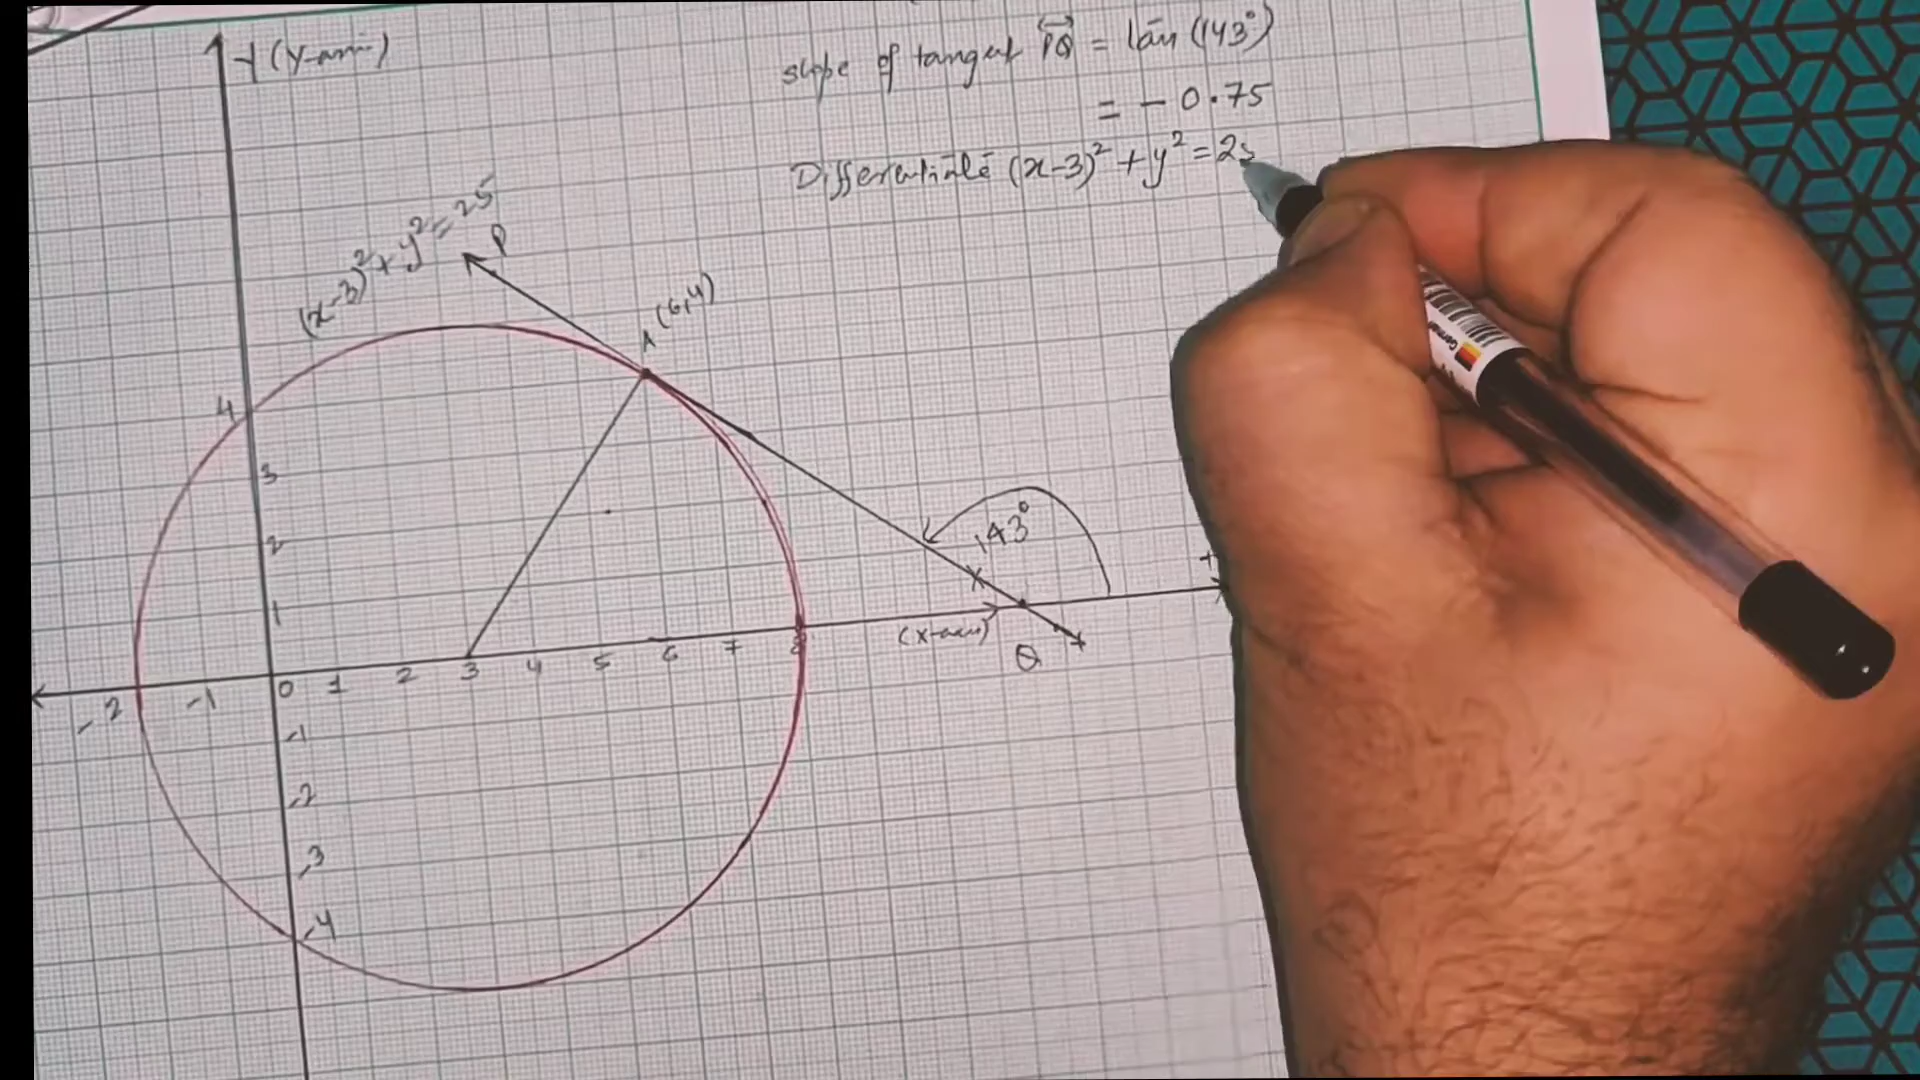 Y (Y-axis)
slope of tangent PQ = tan (143°)
= - 0.75
Differentiate (x-3)² + y² = 25
(x-3)² + y² = 25
P
A (6,4)
4
3
2
1
143°
X
(X-axis)
Q
-2 -1 0 1 2 3 4 5 6 7 8
-1
-2
-3
-4
German